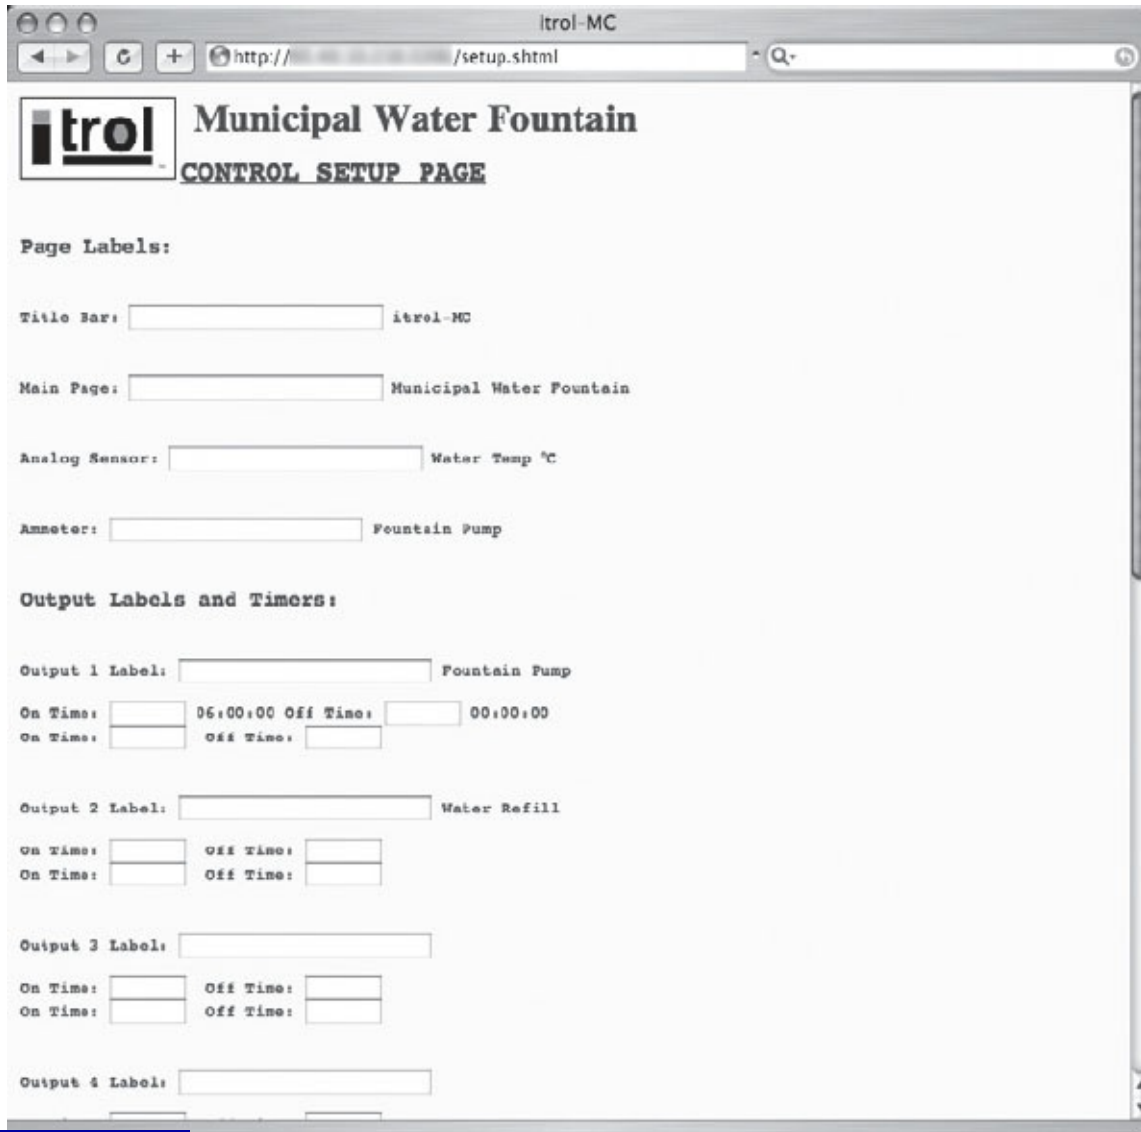 itrol-MC
http:// /setup.shtml
itrol
Municipal Water Fountain
CONTROL SETUP PAGE
Page Labels:
Title Bar: itrol-MC
Main Page: Municipal Water Fountain
Analog Sensor: Water Temp °C
Ammeter: Fountain Pump
Output Labels and Timers:
Output 1 Label: Fountain Pump
On Time: 06:00:00 Off Time: 00:00:00
On Time: Off Time:
Output 2 Label: Water Refill
On Time: Off Time:
On Time: Off Time:
Output 3 Label:
On Time: Off Time:
On Time: Off Time:
Output 4 Label: